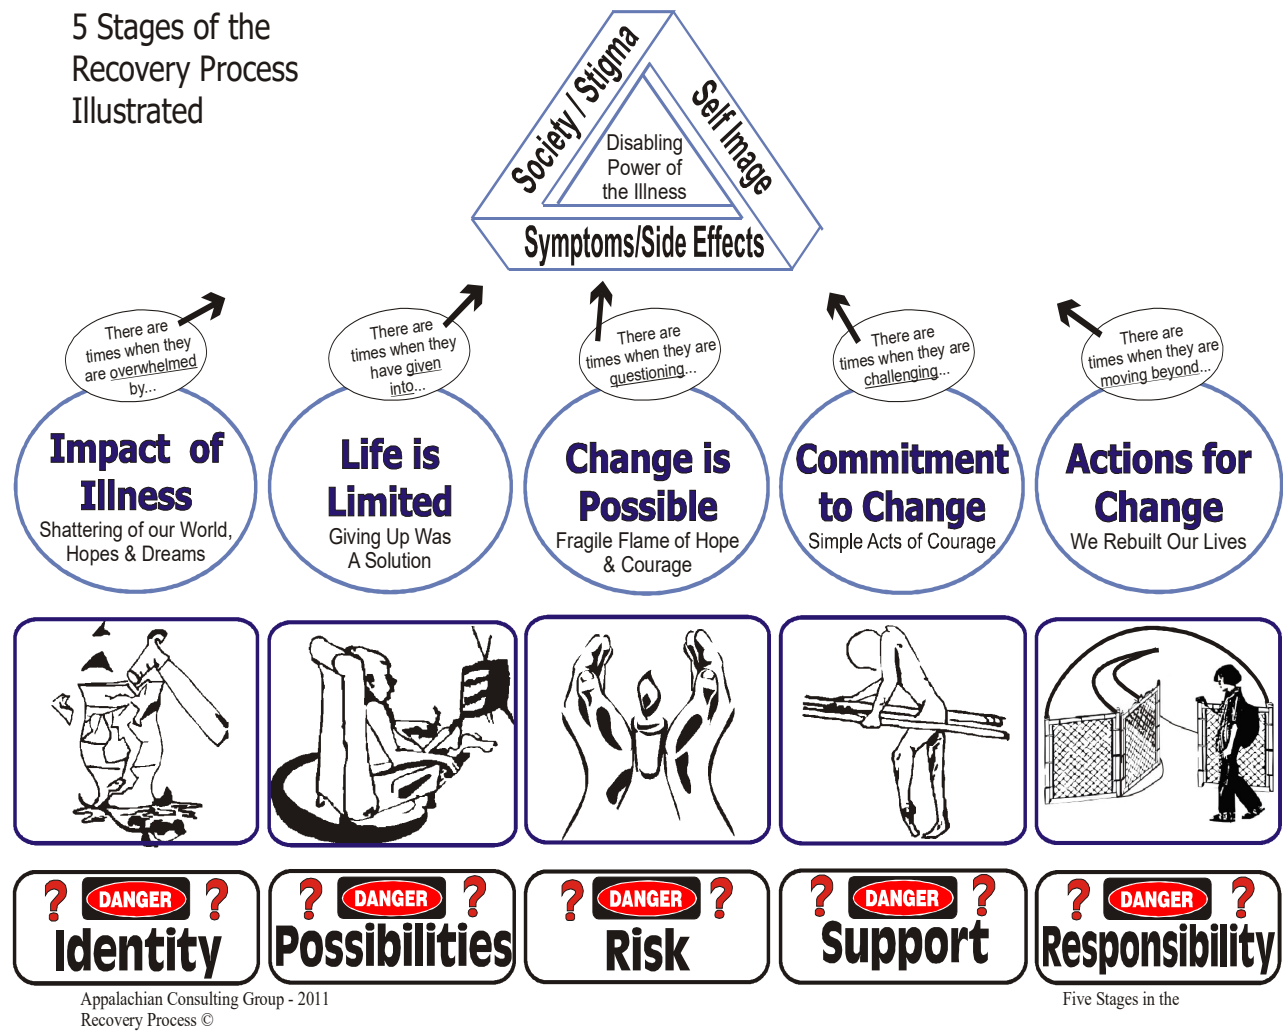 5 Stages of the
Recovery Process
Illustrated
Society / Stigma
Self Image
Disabling
Power of
the Illness
Symptoms/Side Effects
There are
times when they
are overwhelmed
by...
There are
times when they
have given
into...
There are
times when they are
questioning...
There are
times when they are
challenging...
There are
times when they are
moving beyond...
Impact of
Illness
Shattering of our World,
Hopes & Dreams
Life is
Limited
Giving Up Was
A Solution
Change is
Possible
Fragile Flame of Hope
& Courage
Commitment
to Change
Simple Acts of Courage
Actions for
Change
We Rebuilt Our Lives
? DANGER ?
Identity
? DANGER ?
Possibilities
? DANGER ?
Risk
? DANGER ?
Support
? DANGER ?
Responsibility
Appalachian Consulting Group - 2011
Recovery Process ©
Five Stages in the